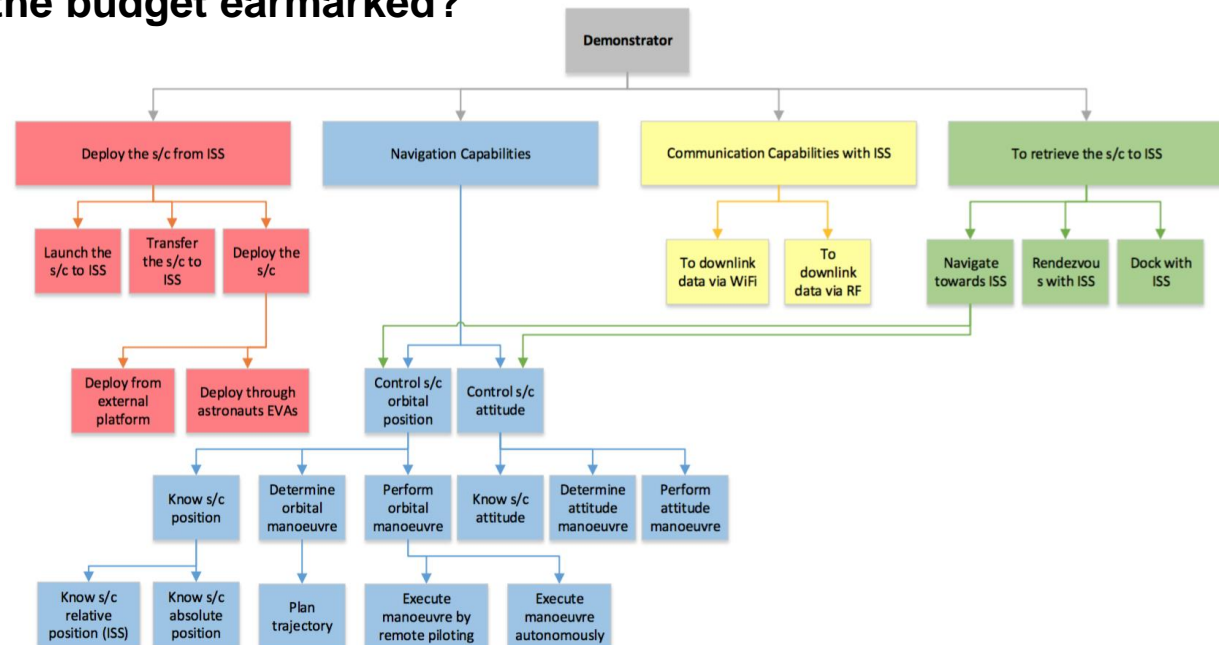 the budget earmarked?
Demonstrator
Deploy the s/c from ISS
Navigation Capabilities
Communication Capabilities with ISS
To retrieve the s/c to ISS
Launch the
s/c to ISS
Transfer
the s/c to
ISS
Deploy the
s/c
To downlink
data via WiFi
To
downlink
data via RF
Navigate
towards ISS
Rendezvou
s with ISS
Dock with
ISS
Deploy from
external
platform
Deploy through
astronauts EVAs
Control s/c
orbital
position
Control s/c
attitude
Know s/c
position
Determine
orbital
manoeuvre
Perform
orbital
manoeuvre
Know s/c
attitude
Determine
attitude
manoeuvre
Perform
attitude
manoeuvre
Know s/c
relative
position (ISS)
Know s/c
absolute
position
Plan
trajectory
Execute
manoeuvre by
remote piloting
Execute
manoeuvre
autonomously